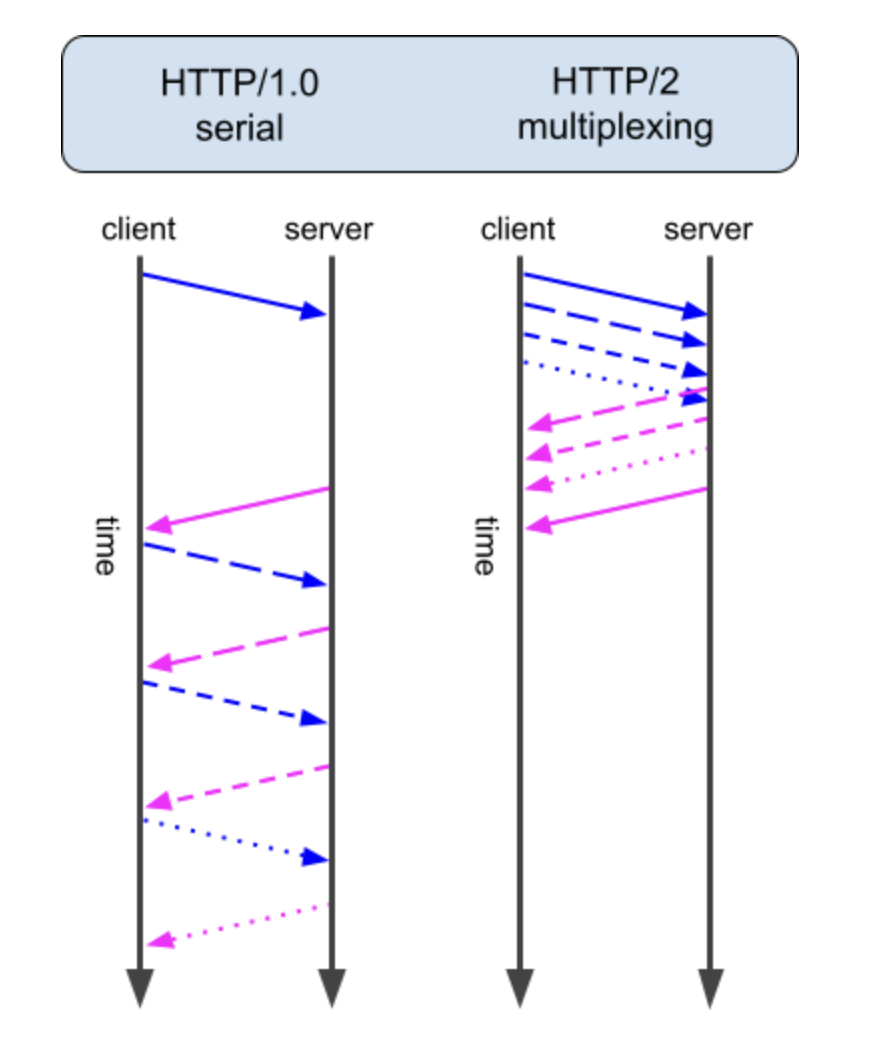 HTTP/1.0
serial
HTTP/2
multiplexing
client
server
client
server
time
time